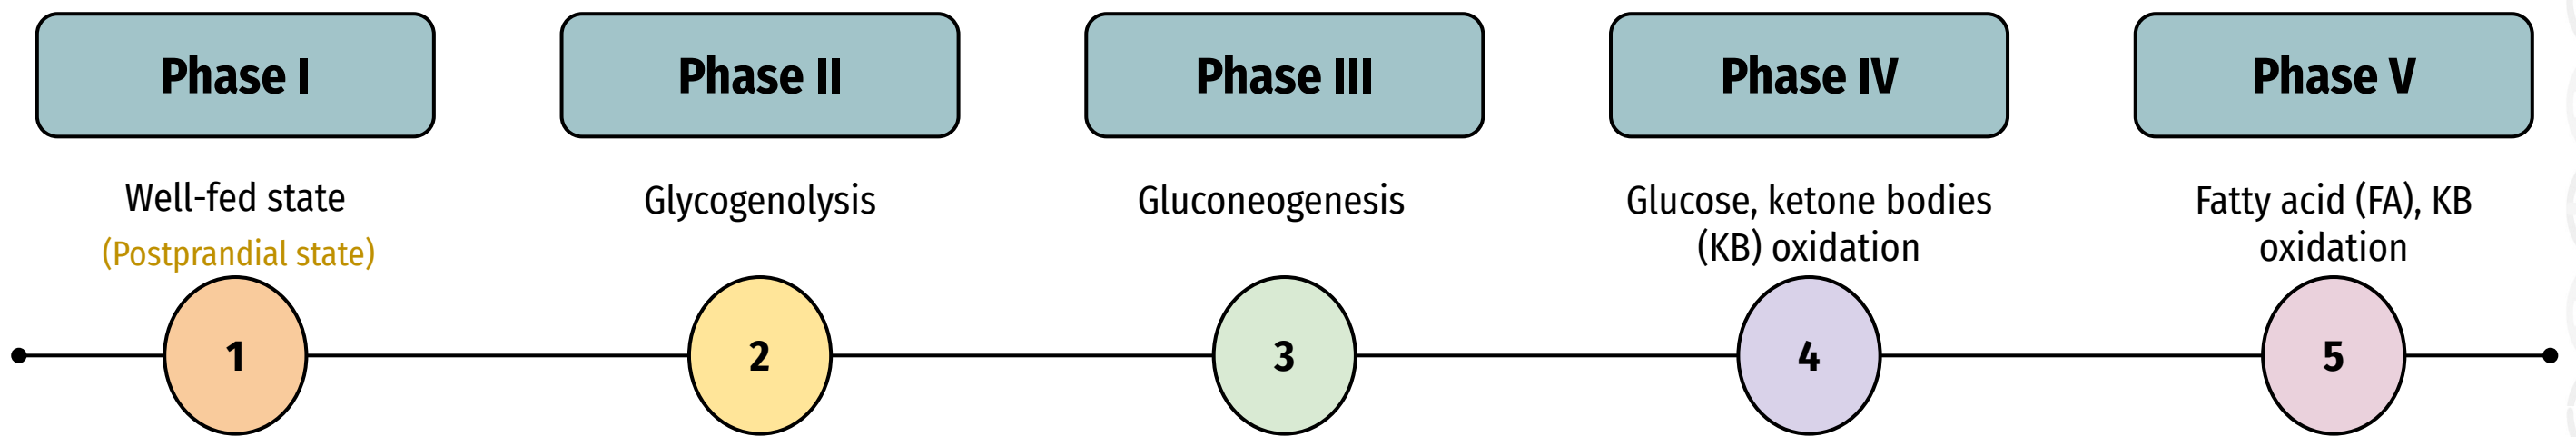 Phase I
Phase II
Phase III
Phase IV
Phase V
Well-fed state
(Postprandial state)
Glycogenolysis
Gluconeogenesis
Glucose, ketone bodies
(KB) oxidation
Fatty acid (FA), KB
oxidation
1
2
3
4
5